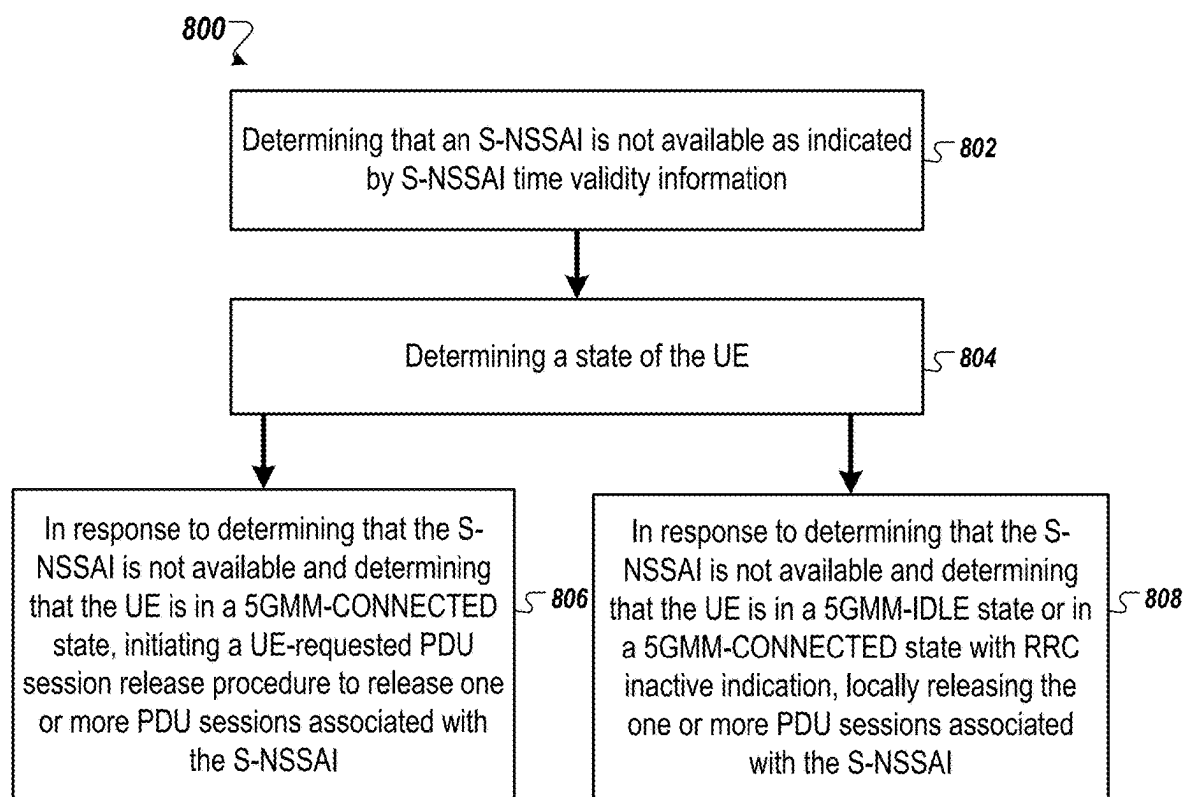 800
Determining that an S-NSSAI is not available as indicated
by S-NSSAI time validity information
802
Determining a state of the UE
804
In response to determining that the S-
NSSAI is not available and determining
that the UE is in a 5GMM-CONNECTED
state, initiating a UE-requested PDU
session release procedure to release one
or more PDU sessions associated with
the S-NSSAI
806
In response to determining that the S-
NSSAI is not available and determining
that the UE is in a 5GMM-IDLE state or in
a 5GMM-CONNECTED state with RRC
inactive indication, locally releasing the
one or more PDU sessions associated
with the S-NSSAI
808